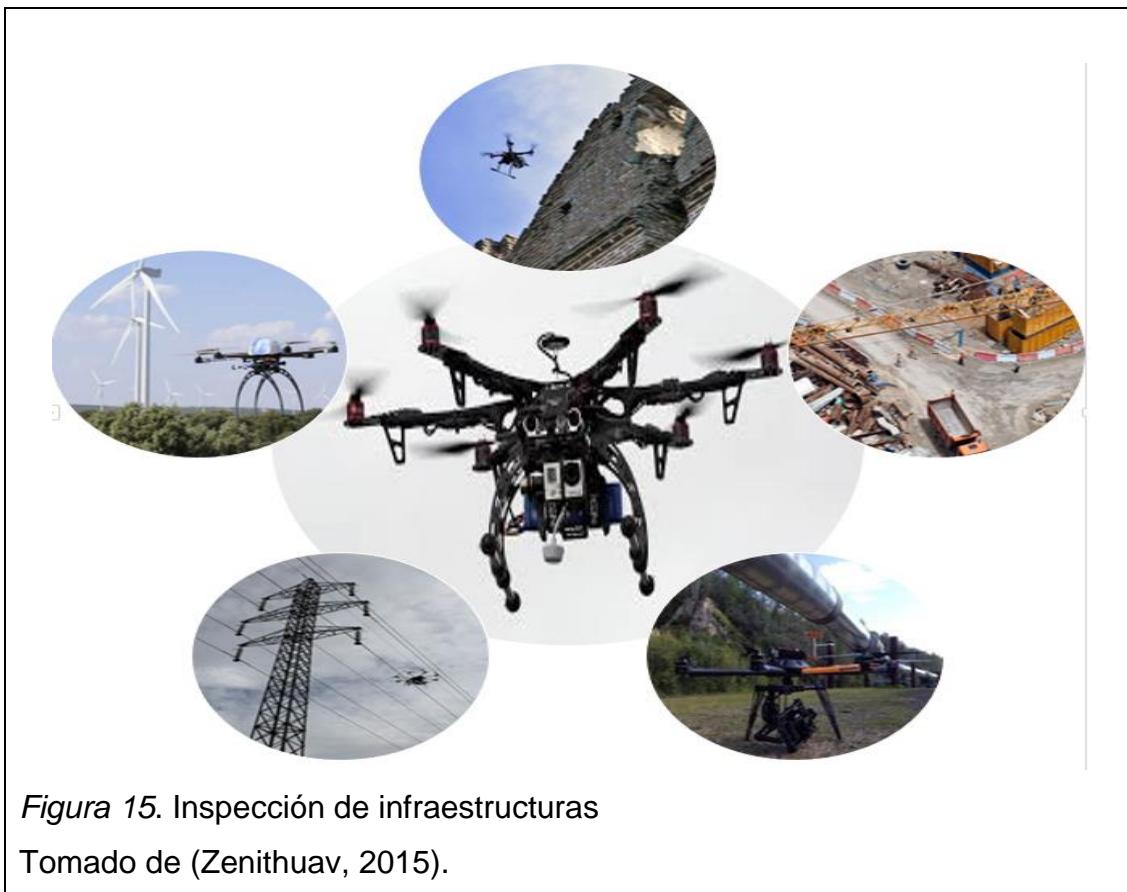 Figura 15. Inspección de infraestructuras
Tomado de (Zenithuav, 2015).